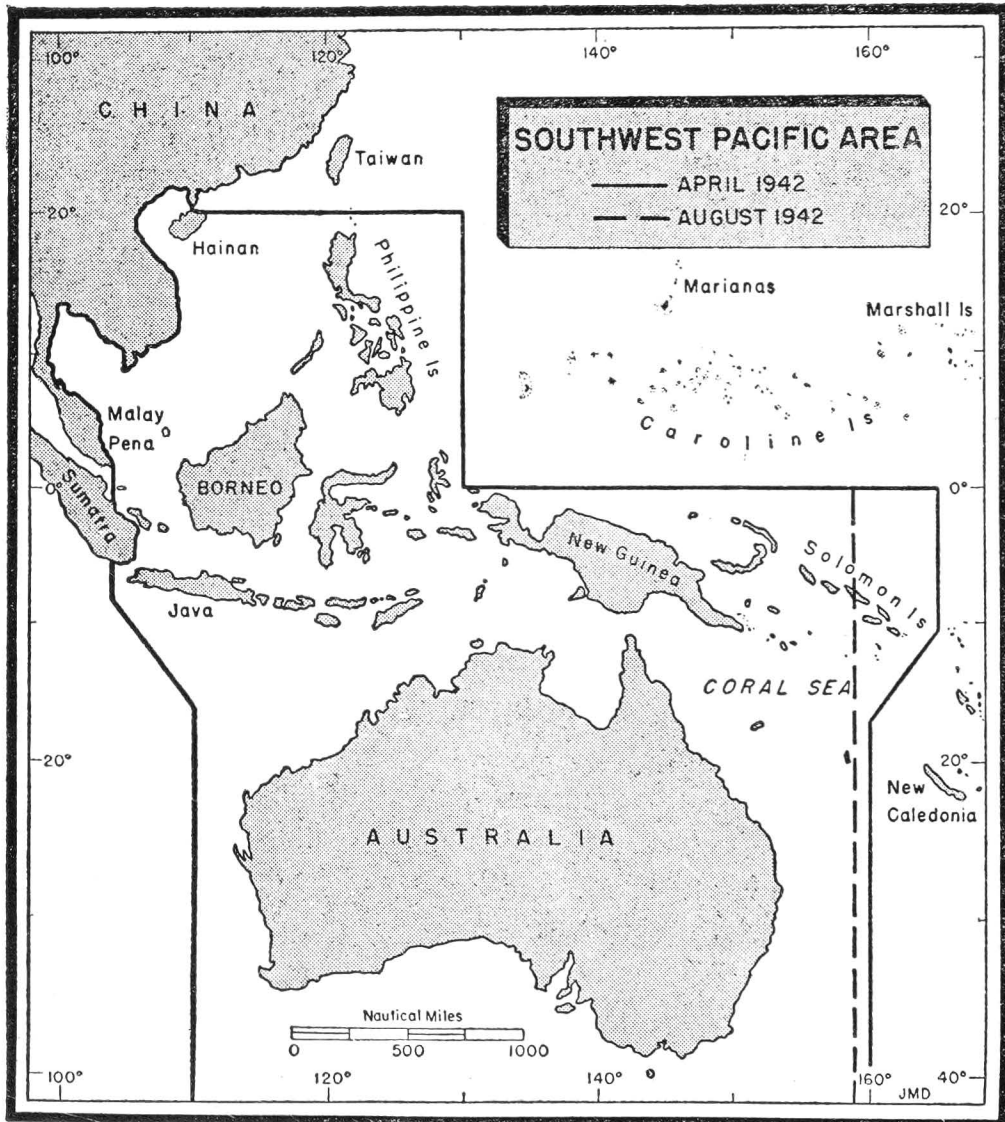 100°
120°
140°
160°
CHINA
SOUTHWEST PACIFIC AREA
APRIL 1942
AUGUST 1942
Taiwan
20°
20°
Hainan
Philippine Is
Marianas
Marshall Is
Caroline Is
Malay
Pena
Sumatra
0°
BORNEO
0°
New Guinea
Solomon Is
Java
CORAL SEA
20°
20°
New
Caledonia
AUSTRALIA
Nautical Miles
0 500 1000
100°
120°
140°
160°
40°
JMD